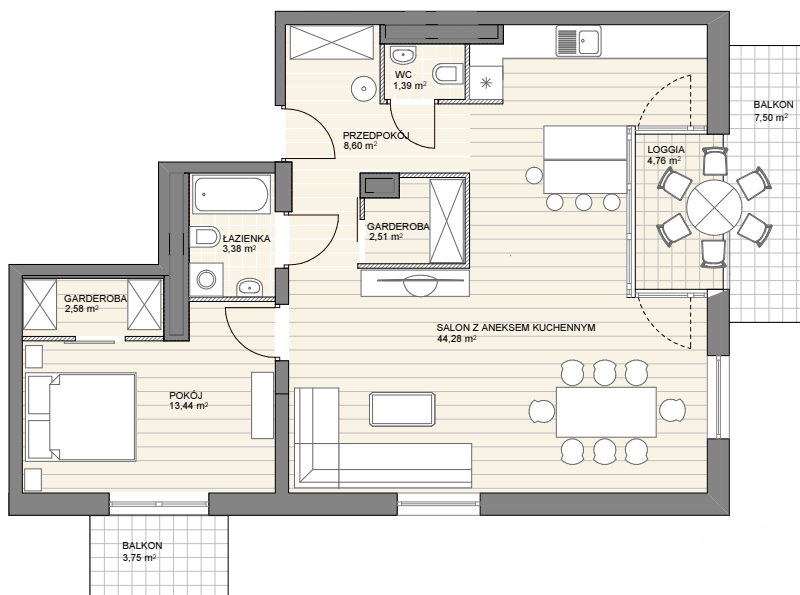 WC
1,39 m²
BALKON
7,50 m²
PRZEDPOKÓJ
8,60 m²
LOGGIA
4,76 m²
GARDEROBA
2,51 m²
ŁAZIENKA
3,38 m²
GARDEROBA
2,58 m²
SALON Z ANEKSEM KUCHENNYM
44,28 m²
POKÓJ
13,44 m²
BALKON
3,75 m²